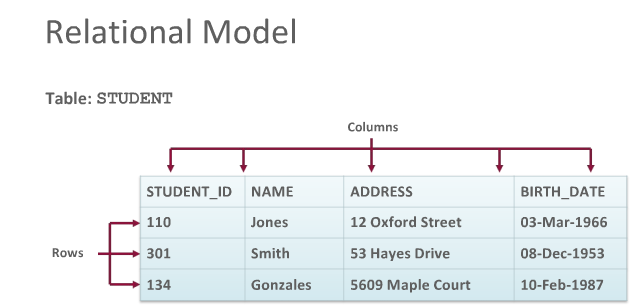 Relational Model
Table: STUDENT
Columns
STUDENT_ID NAME ADDRESS BIRTH_DATE
110 Jones 12 Oxford Street 03-Mar-1966
Rows 301 Smith 53 Hayes Drive 08-Dec-1953
134 Gonzales 5609 Maple Court 10-Feb-1987